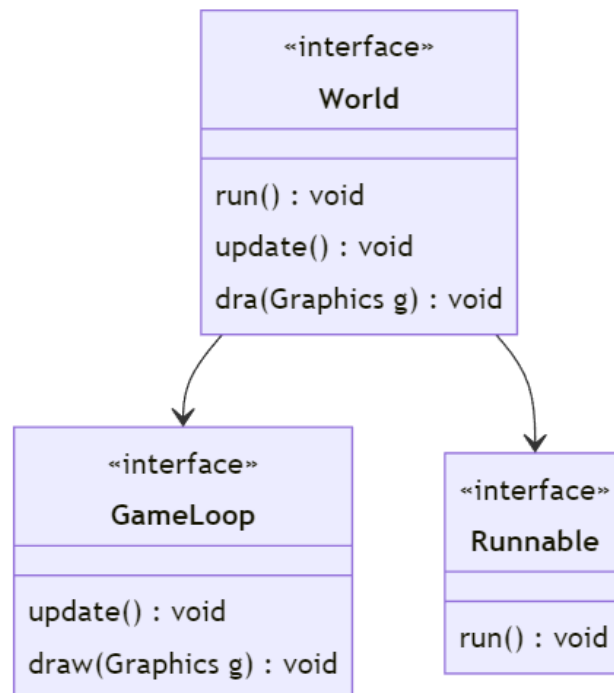 «interface»
World
run() : void
update() : void
dra(Graphics g) : void
«interface»
GameLoop
update() : void
draw(Graphics g) : void
«interface»
Runnable
run() : void